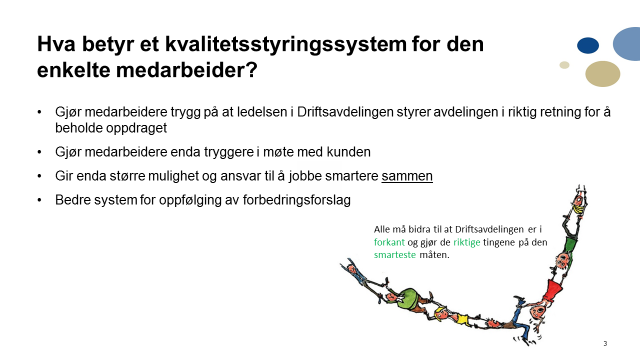 Hva betyr et kvalitetsstyringssystem for den
enkelte medarbeider?
• Gjør medarbeidere trygg på at ledelsen i Driftsavdelingen styrer avdelingen i riktig retning for å
beholde oppdraget
• Gjør medarbeidere enda tryggere i møte med kunden
• Gir enda større mulighet og ansvar til å jobbe smartere sammen
• Bedre system for oppfølging av forbedringsforslag
Alle må bidra til at Driftsavdelingen er i
forkant og gjør de riktige tingene på den
smarteste måten.
3